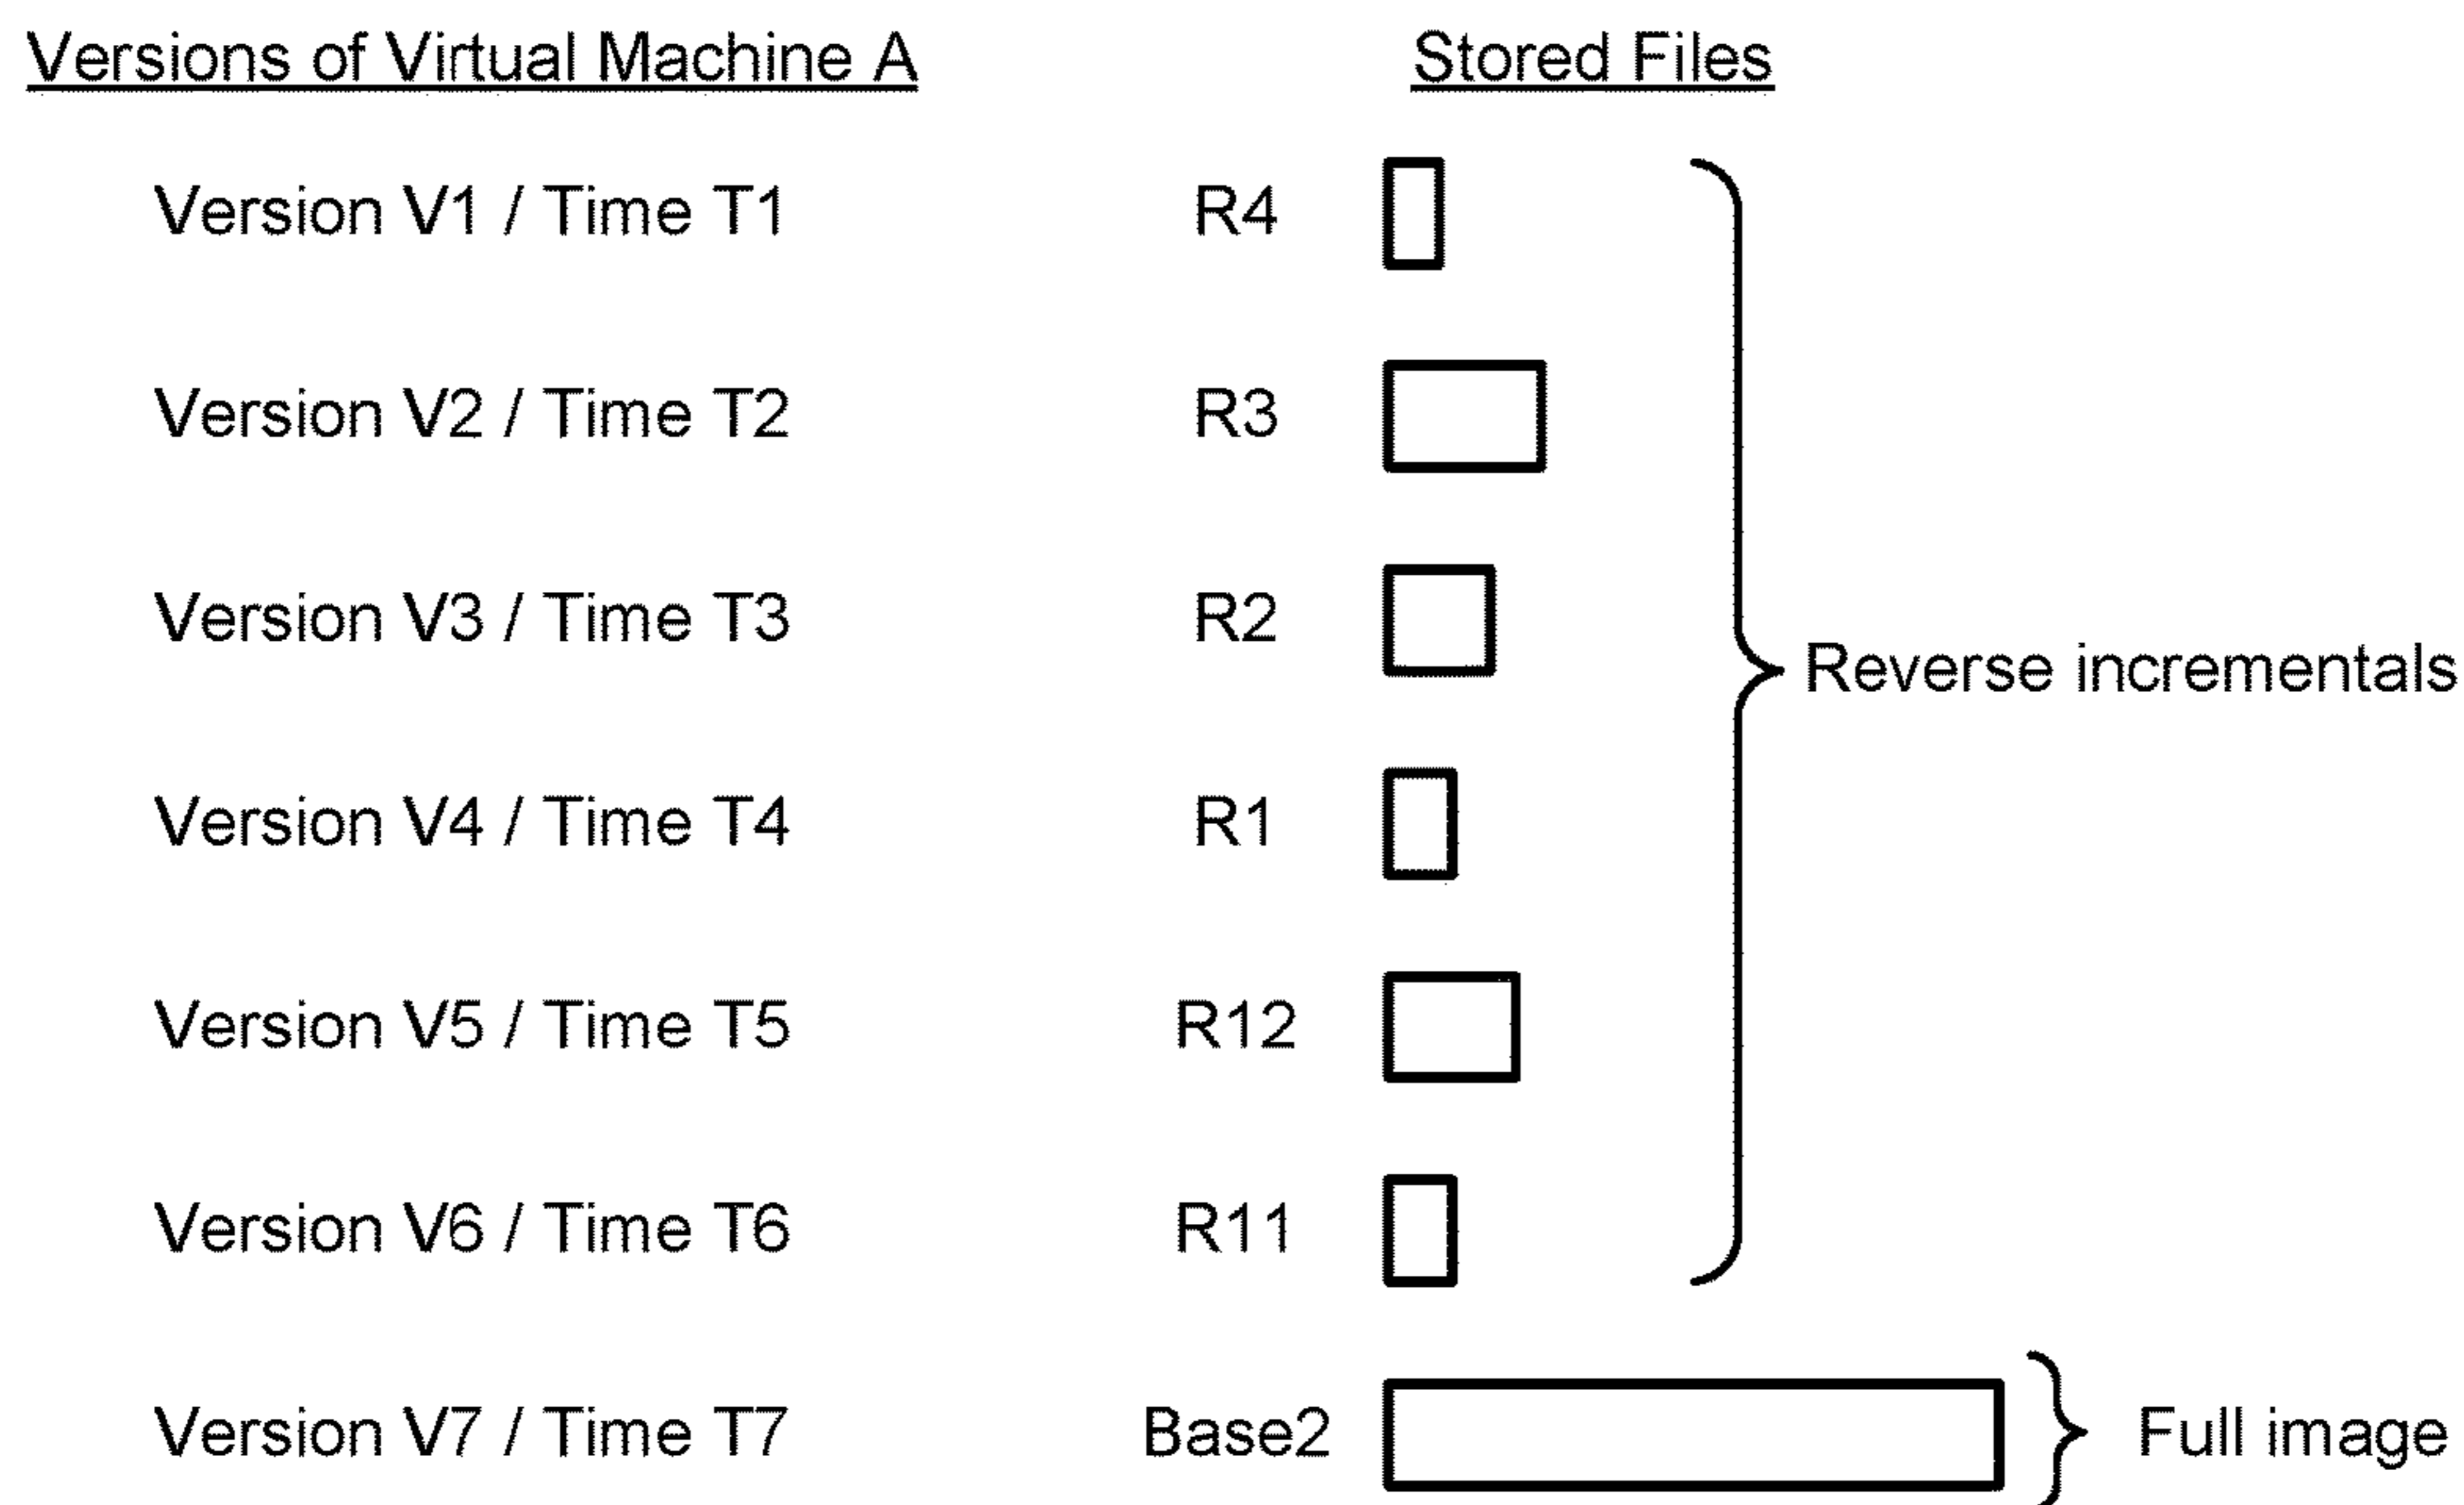 Versions of Virtual Machine A Stored Files
Version V1 / Time T1 R4
Version V2 / Time T2 R3
Version V3 / Time T3 R2
Reverse incrementals
Version V4 / Time T4 R1
Version V5 / Time T5 R12
Version V6 / Time T6 R11
Version V7 / Time T7 Base2 Full image